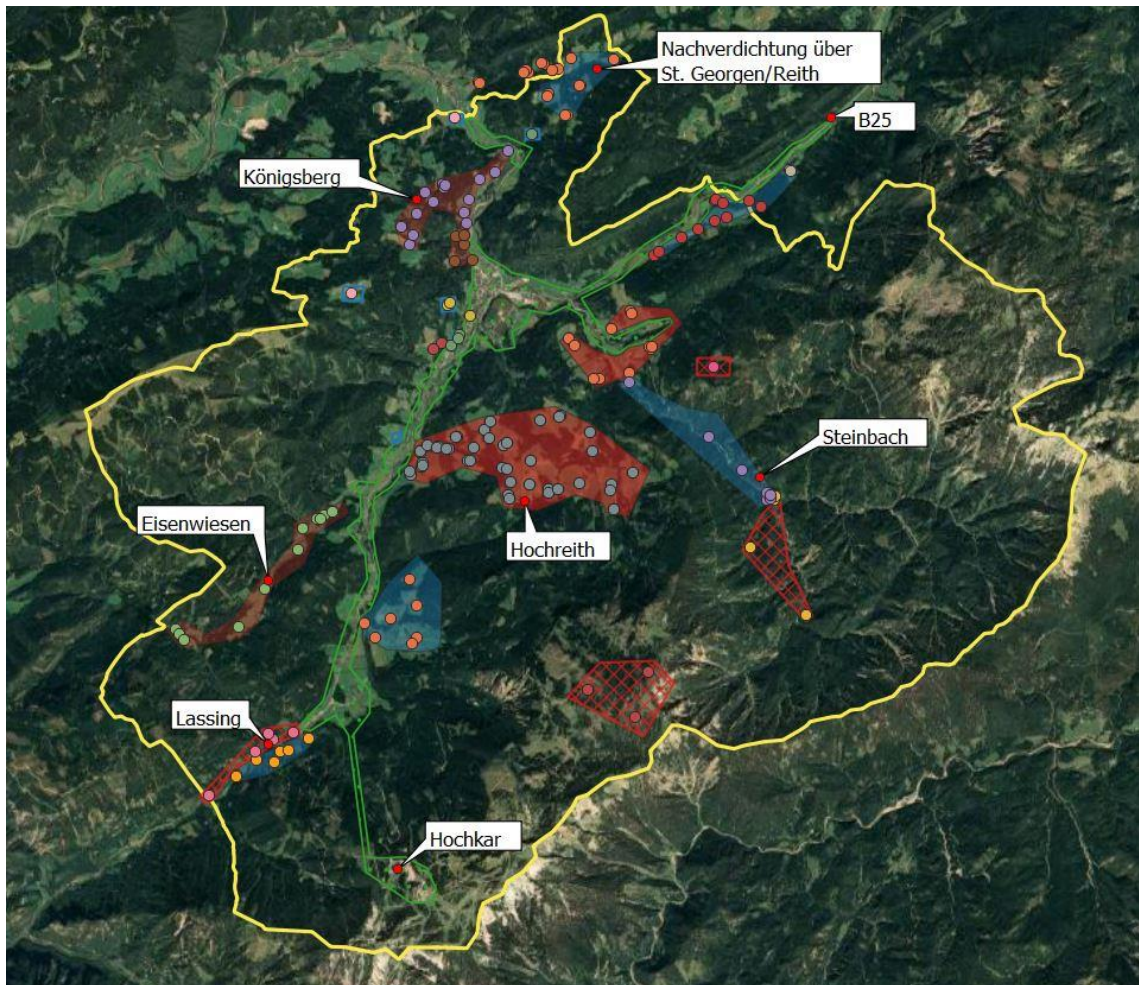 Nachverdichtung über
St. Georgen/Reith
B25
Königsberg
Steinbach
Eisenwiesen
Hochreith
Lassing
Hochkar